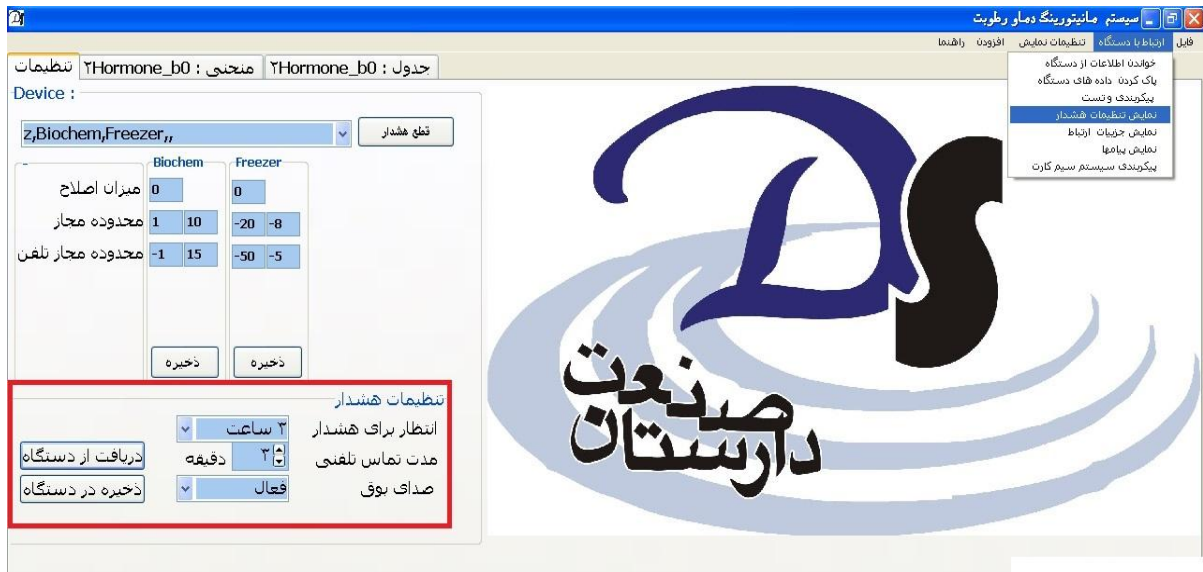 سیستم مانیتورینگ دما و رطوبت
فایل ارتباط با دستگاه تنظیمات نمایش افزودن راهنما
خواندن اطلاعات از دستگاه
پاک کردن داده های دستگاه
پیکربندی و تست
نمایش تنظیمات هشدار
نمایش جزییات ارتباط
نمایش پیامها
پیکربندی سیستم سیم کارت
جدول : ۲Hormone_b0 منحنی : ۲Hormone_b0 تنظیمات
Device :
z,Biochem,Freezer,, قطع هشدار
- Biochem Freezer
میزان اصلاح 0 0
محدوده مجاز 1 10 -20 -8
محدوده مجاز تلفن -1 15 -50 -5
ذخیره ذخیره
تنظیمات هشدار
انتظار برای هشدار ۳ ساعت
مدت تماس تلفنی ۳ دقیقه دریافت از دستگاه
صدای بوق فعال ذخیره در دستگاه
DS
صنعت
دارستان